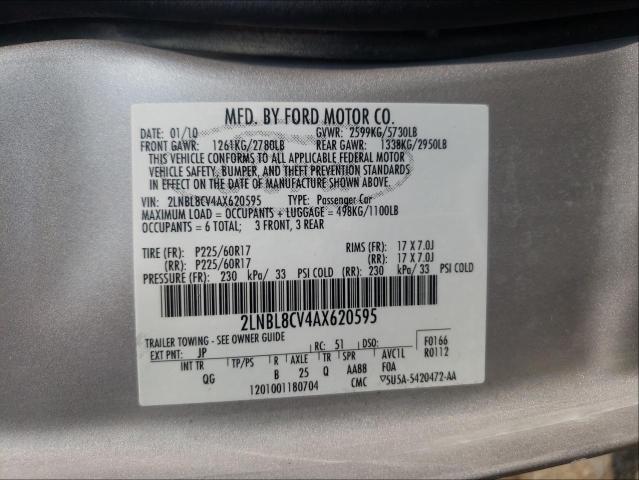 MFD. BY FORD MOTOR CO.
DATE: 01/10 GVWR: 2599KG/5730LB
FRONT GAWR: 1261KG/2780LB REAR GAWR: 1338KG/2950LB
THIS VEHICLE CONFORMS TO ALL APPLICABLE FEDERAL MOTOR
VEHICLE SAFETY, BUMPER, AND THEFT PREVENTION STANDARDS
IN EFFECT ON THE DATE OF MANUFACTURE SHOWN ABOVE.
VIN: 2LNBL8CV4AX620595 TYPE: Passenger Car
MAXIMUM LOAD = OCCUPANTS + LUGGAGE = 498KG/1100LB
OCCUPANTS = 6 TOTAL; 3 FRONT, 3 REAR
TIRE (FR): P225/60R17 RIMS (FR): 17 X 7.0J
(RR): P225/60R17 (RR): 17 X 7.0J
PRESSURE (FR): 230 kPa/ 33 PSI COLD (RR): 230 kPa/ 33 PSI COLD
2LNBL8CV4AX620595
TRAILER TOWING - SEE OWNER GUIDE
EXT PNT: JP RC: 51 DSO: F0166
INT TR TP/PS R AXLE TR SPR AVC1L R0112
QG B 25 Q AA88 F0A
1201001180704 CMC 5U5A-5420472-AA